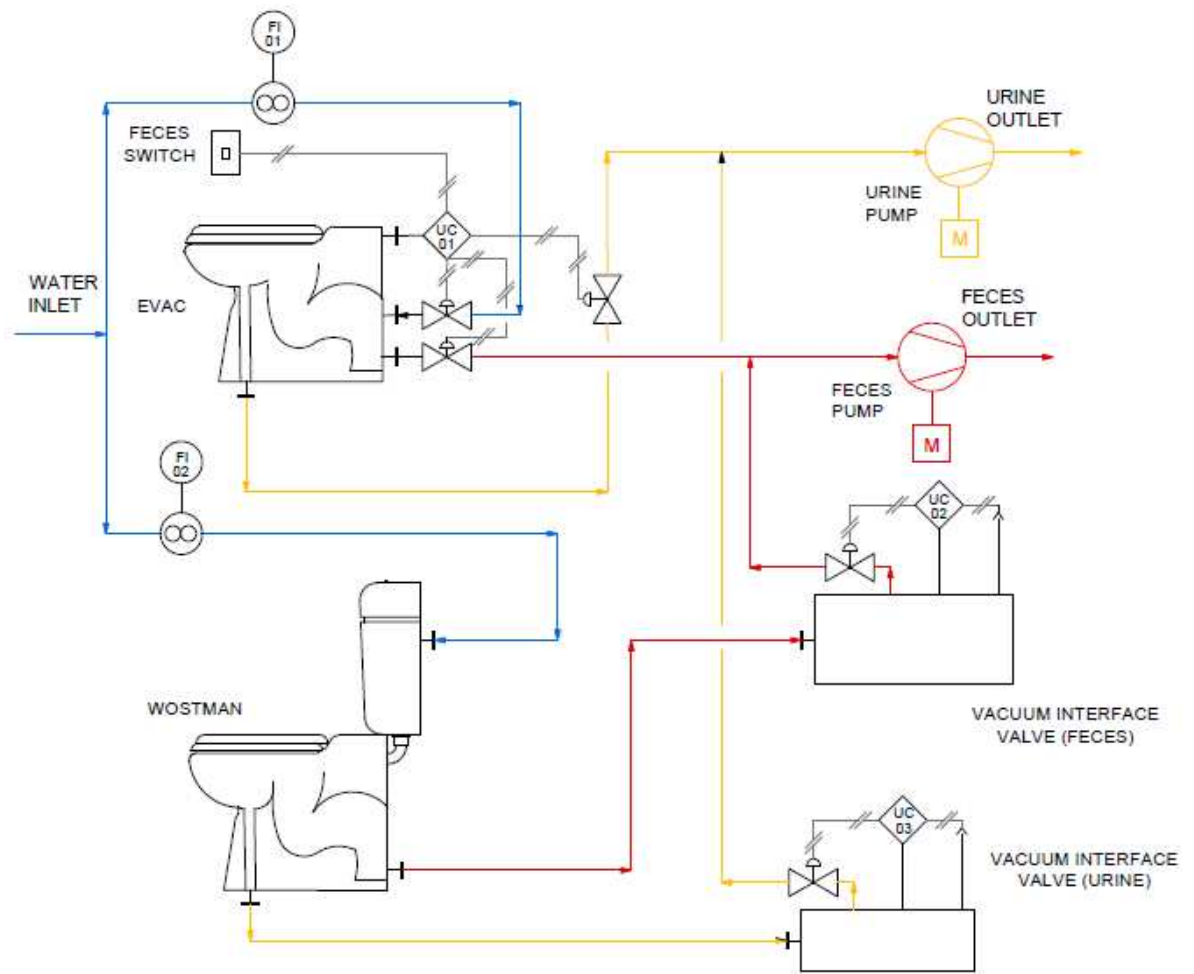 FI
01
URINE
OUTLET
FECES
SWITCH
URINE
PUMP
UC
01
M
WATER
INLET
EVAC
FECES
OUTLET
FECES
PUMP
M
FI
02
UC
02
WOSTMAN
VACUUM INTERFACE
VALVE (FECES)
UC
03
VACUUM INTERFACE
VALVE (URINE)